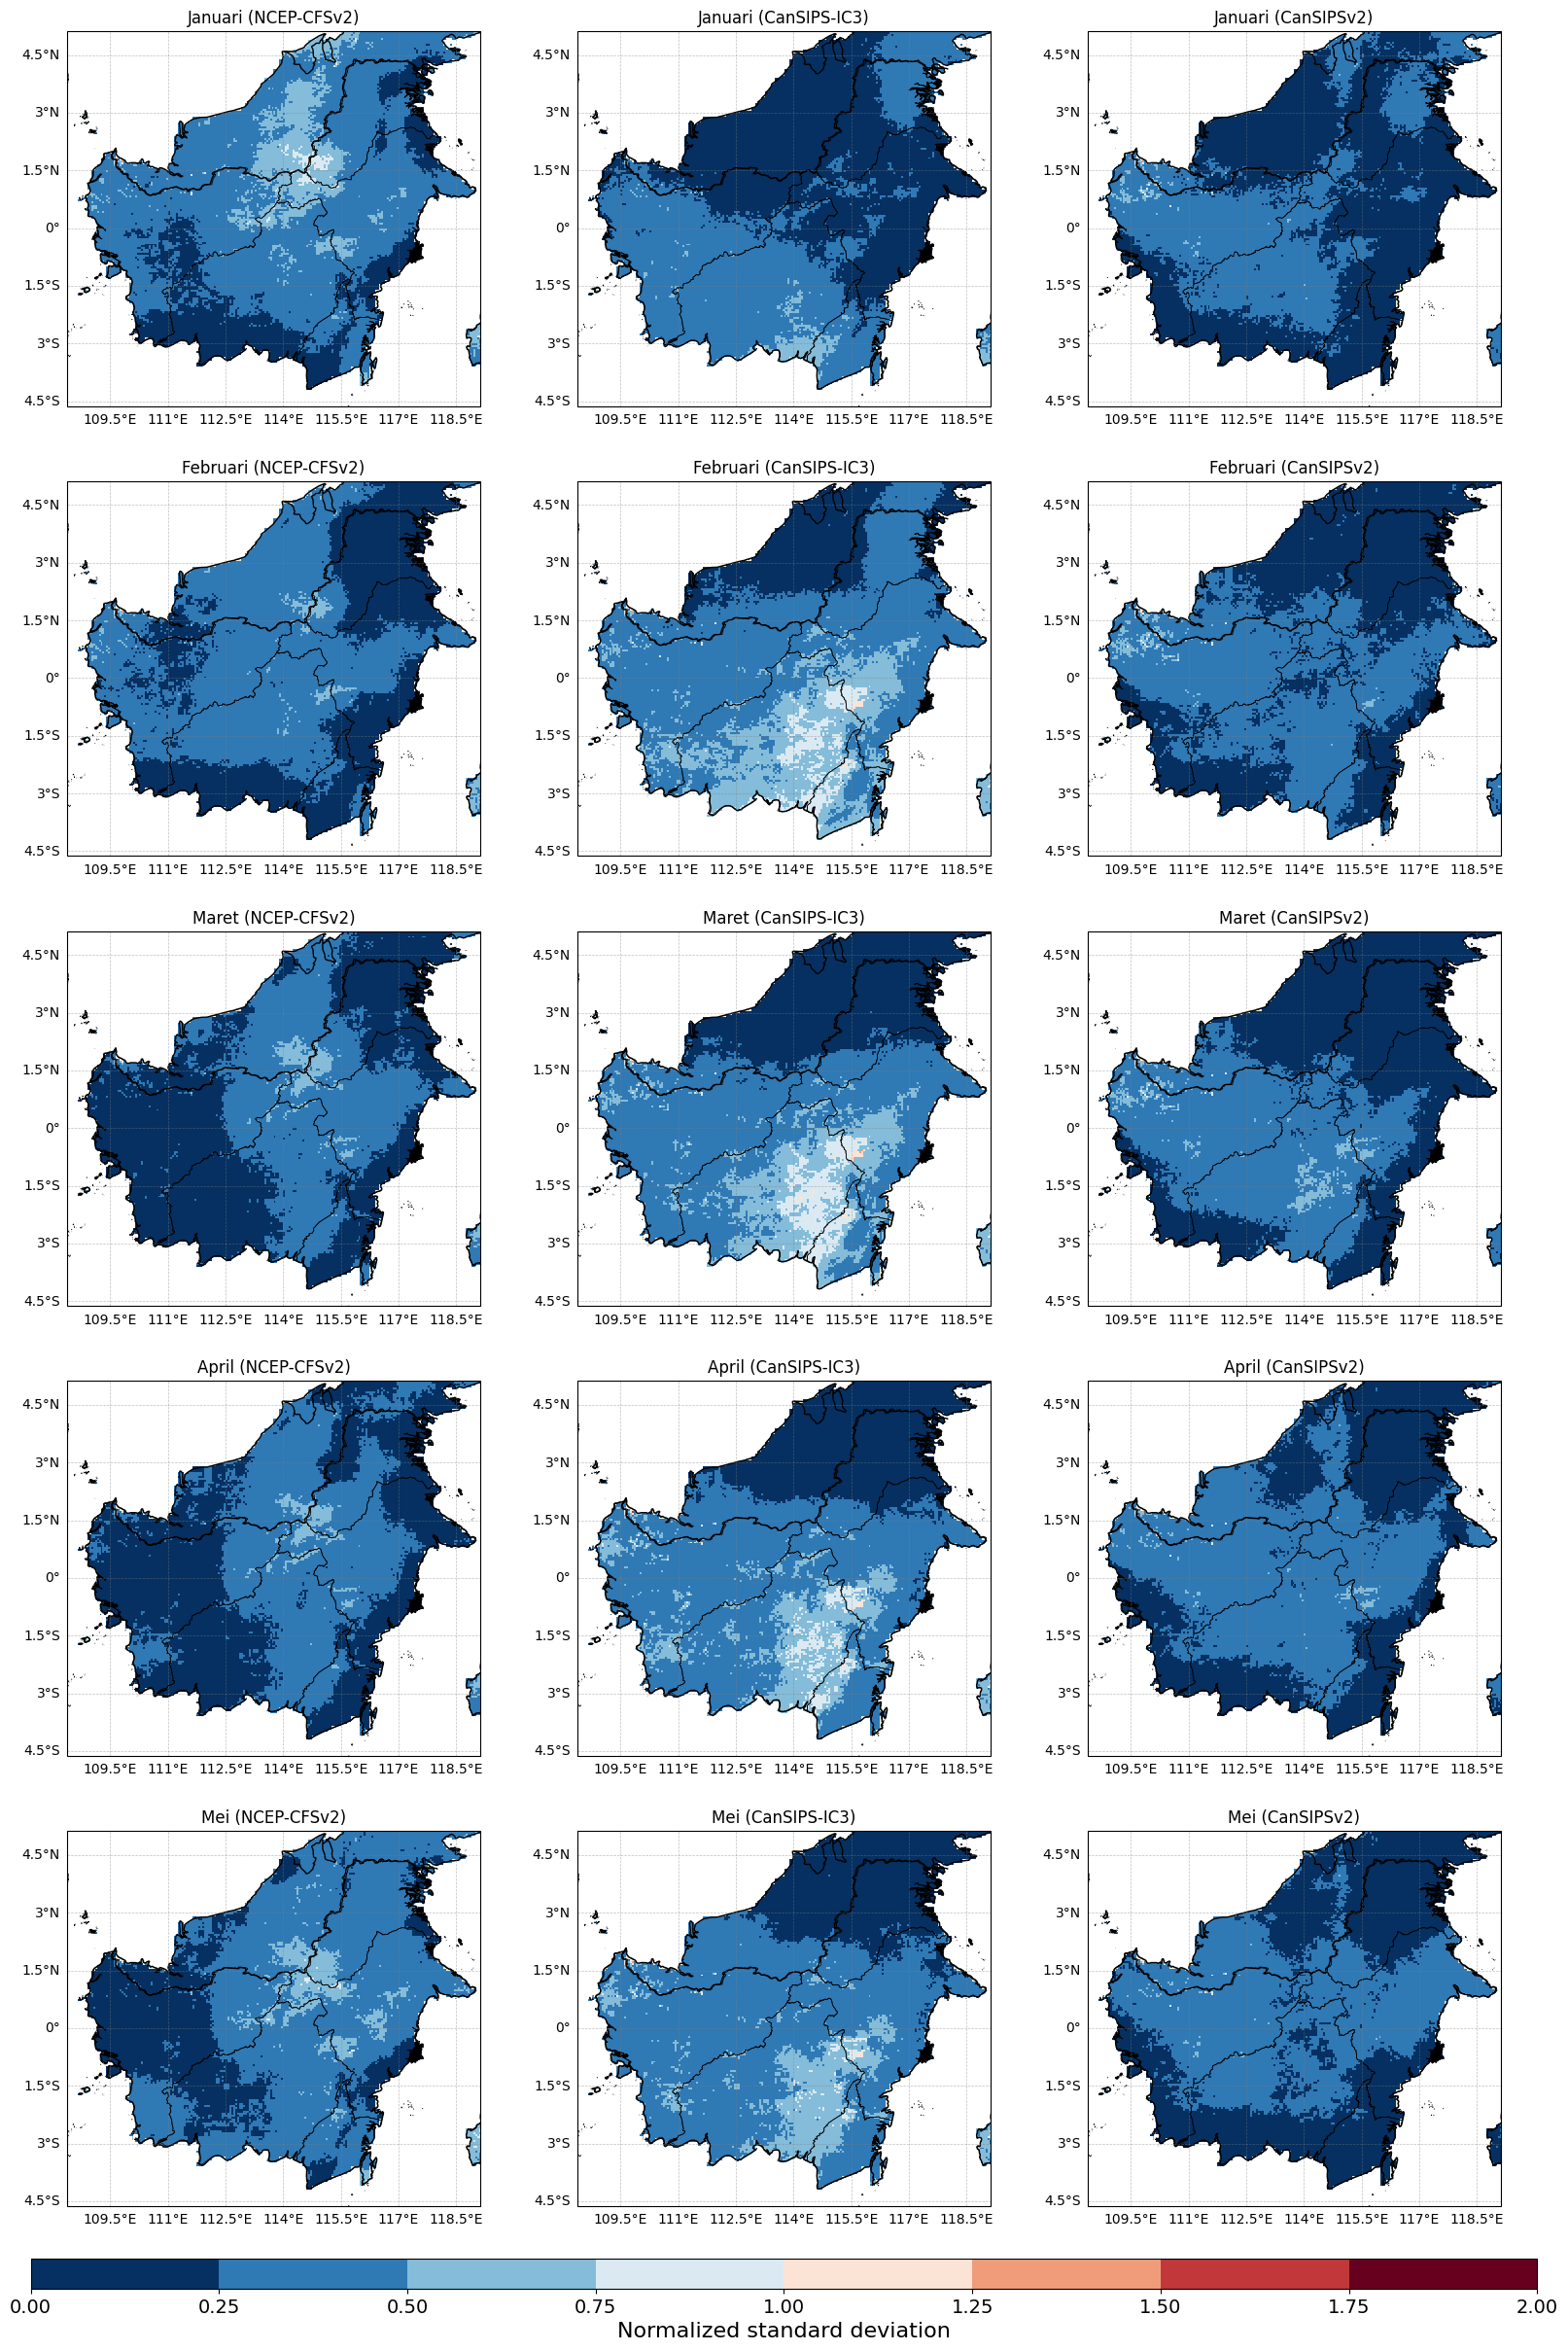 Januari (NCEP-CFSv2) Januari (CanSIPS-IC3) Januari (CanSIPSv2)
4.5°N 4.5°N 4.5°N
3°N 3°N 3°N
1.5°N 1.5°N 1.5°N
0° 0° 0°
1.5°S 1.5°S 1.5°S
3°S 3°S 3°S
4.5°S 4.5°S 4.5°S
109.5°E 111°E 112.5°E 114°E 115.5°E 117°E 118.5°E 109.5°E 111°E 112.5°E 114°E 115.5°E 117°E 118.5°E 109.5°E 111°E 112.5°E 114°E 115.5°E 117°E 118.5°E
Februari (NCEP-CFSv2) Februari (CanSIPS-IC3) Februari (CanSIPSv2)
4.5°N 4.5°N 4.5°N
3°N 3°N 3°N
1.5°N 1.5°N 1.5°N
0° 0° 0°
1.5°S 1.5°S 1.5°S
3°S 3°S 3°S
4.5°S 4.5°S 4.5°S
109.5°E 111°E 112.5°E 114°E 115.5°E 117°E 118.5°E 109.5°E 111°E 112.5°E 114°E 115.5°E 117°E 118.5°E 109.5°E 111°E 112.5°E 114°E 115.5°E 117°E 118.5°E
Maret (NCEP-CFSv2) Maret (CanSIPS-IC3) Maret (CanSIPSv2)
4.5°N 4.5°N 4.5°N
3°N 3°N 3°N
1.5°N 1.5°N 1.5°N
0° 0° 0°
1.5°S 1.5°S 1.5°S
3°S 3°S 3°S
4.5°S 4.5°S 4.5°S
109.5°E 111°E 112.5°E 114°E 115.5°E 117°E 118.5°E 109.5°E 111°E 112.5°E 114°E 115.5°E 117°E 118.5°E 109.5°E 111°E 112.5°E 114°E 115.5°E 117°E 118.5°E
April (NCEP-CFSv2) April (CanSIPS-IC3) April (CanSIPSv2)
4.5°N 4.5°N 4.5°N
3°N 3°N 3°N
1.5°N 1.5°N 1.5°N
0° 0° 0°
1.5°S 1.5°S 1.5°S
3°S 3°S 3°S
4.5°S 4.5°S 4.5°S
109.5°E 111°E 112.5°E 114°E 115.5°E 117°E 118.5°E 109.5°E 111°E 112.5°E 114°E 115.5°E 117°E 118.5°E 109.5°E 111°E 112.5°E 114°E 115.5°E 117°E 118.5°E
Mei (NCEP-CFSv2) Mei (CanSIPS-IC3) Mei (CanSIPSv2)
4.5°N 4.5°N 4.5°N
3°N 3°N 3°N
1.5°N 1.5°N 1.5°N
0° 0° 0°
1.5°S 1.5°S 1.5°S
3°S 3°S 3°S
4.5°S 4.5°S 4.5°S
109.5°E 111°E 112.5°E 114°E 115.5°E 117°E 118.5°E 109.5°E 111°E 112.5°E 114°E 115.5°E 117°E 118.5°E 109.5°E 111°E 112.5°E 114°E 115.5°E 117°E 118.5°E
0.00 0.25 0.50 0.75 1.00 1.25 1.50 1.75 2.00
Normalized standard deviation